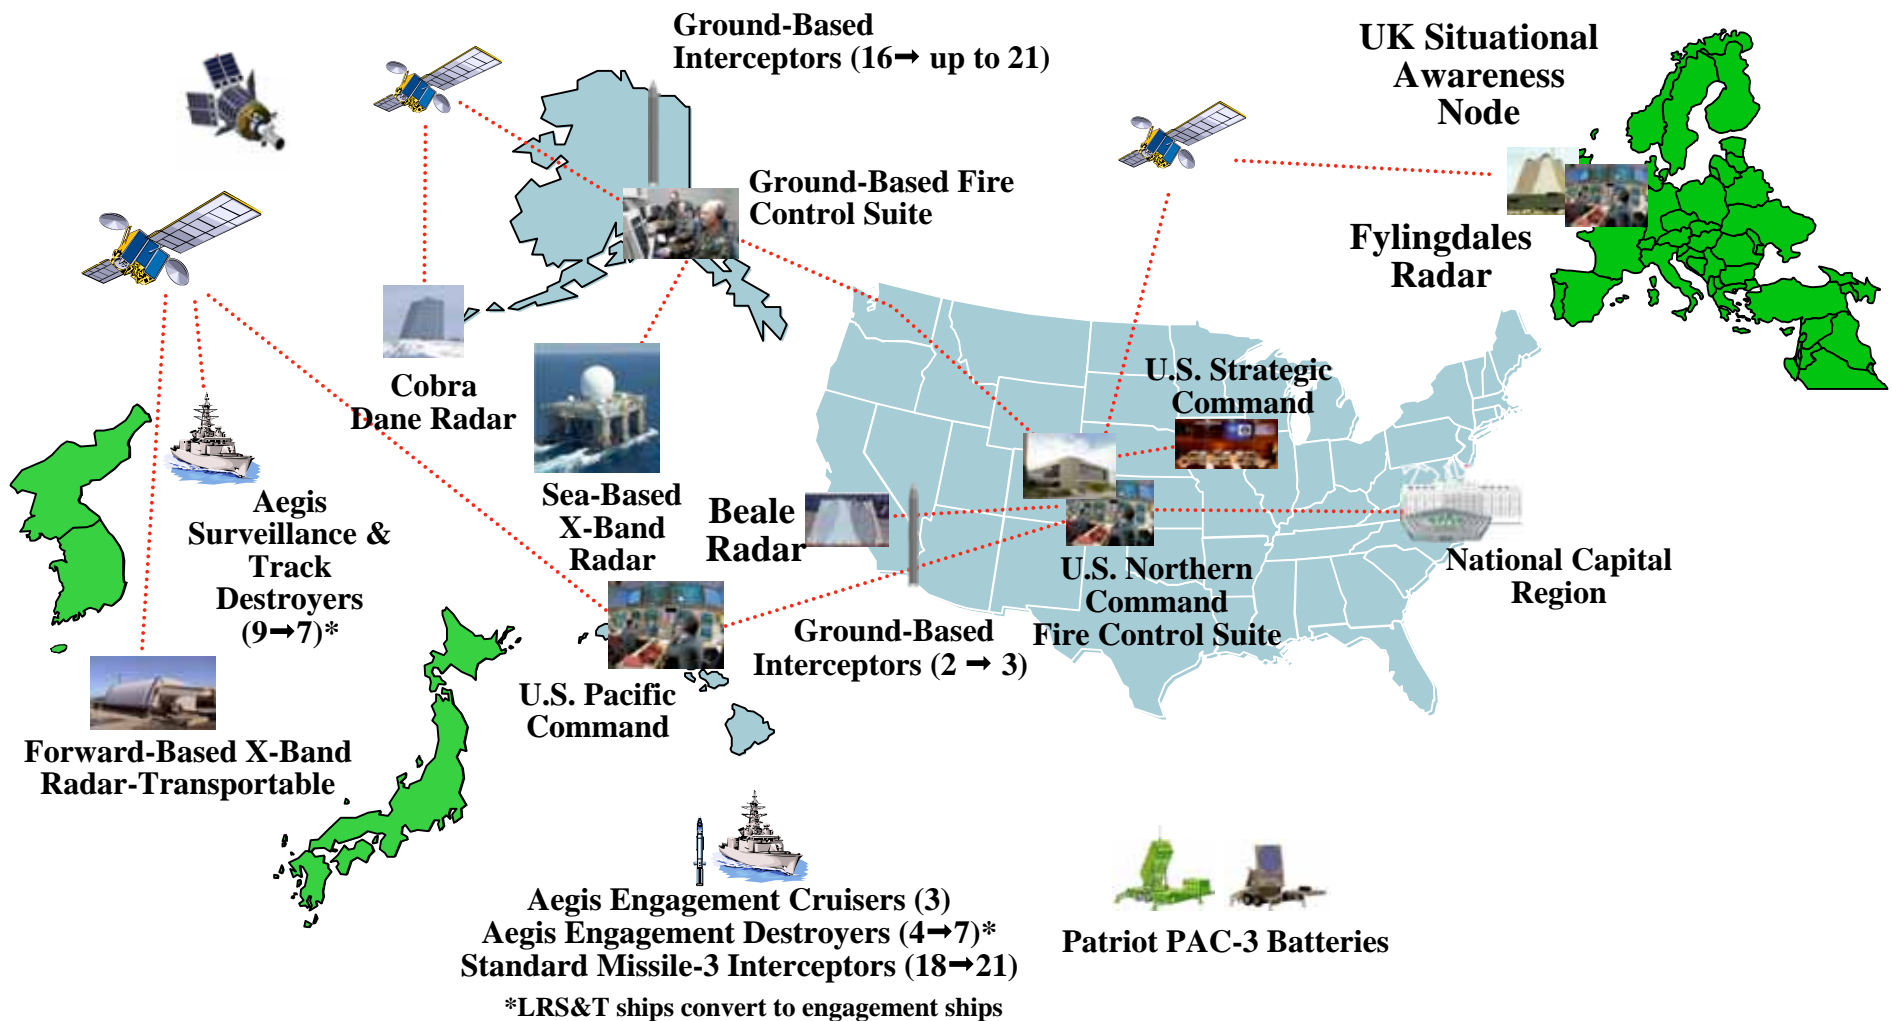 Ground-Based
Interceptors (16→ up to 21)
UK Situational
Awareness
Node
Ground-Based Fire
Control Suite
Fylingdales
Radar
Cobra
Dane Radar
U.S. Strategic
Command
Aegis
Surveillance &
Track
Destroyers
(9→7)*
Sea-Based
X-Band
Radar
Beale
Radar
National Capital
Region
U.S. Northern
Command
Fire Control Suite
Ground-Based
Interceptors (2 → 3)
U.S. Pacific
Command
Forward-Based X-Band
Radar-Transportable
Aegis Engagement Cruisers (3)
Aegis Engagement Destroyers (4→7)*
Standard Missile-3 Interceptors (18→21)
*LRS&T ships convert to engagement ships
Patriot PAC-3 Batteries